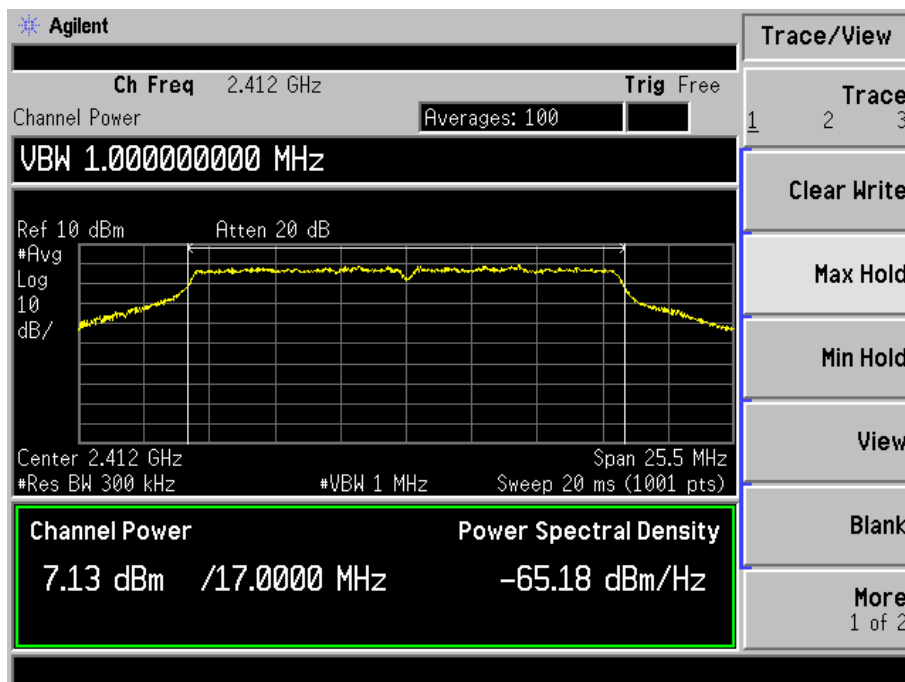 Agilent
Trace/View
Ch Freq 2.412 GHz Trig Free
Channel Power Averages: 100
Trace
1 2 3
VBW 1.000000000 MHz
Clear Write
Ref 10 dBm Atten 20 dB
#Avg
Log
10
dB/
Max Hold
Min Hold
View
Center 2.412 GHz Span 25.5 MHz
#Res BW 300 kHz #VBW 1 MHz Sweep 20 ms (1001 pts)
Channel Power Power Spectral Density
Blank
7.13 dBm /17.0000 MHz -65.18 dBm/Hz
More
1 of 2